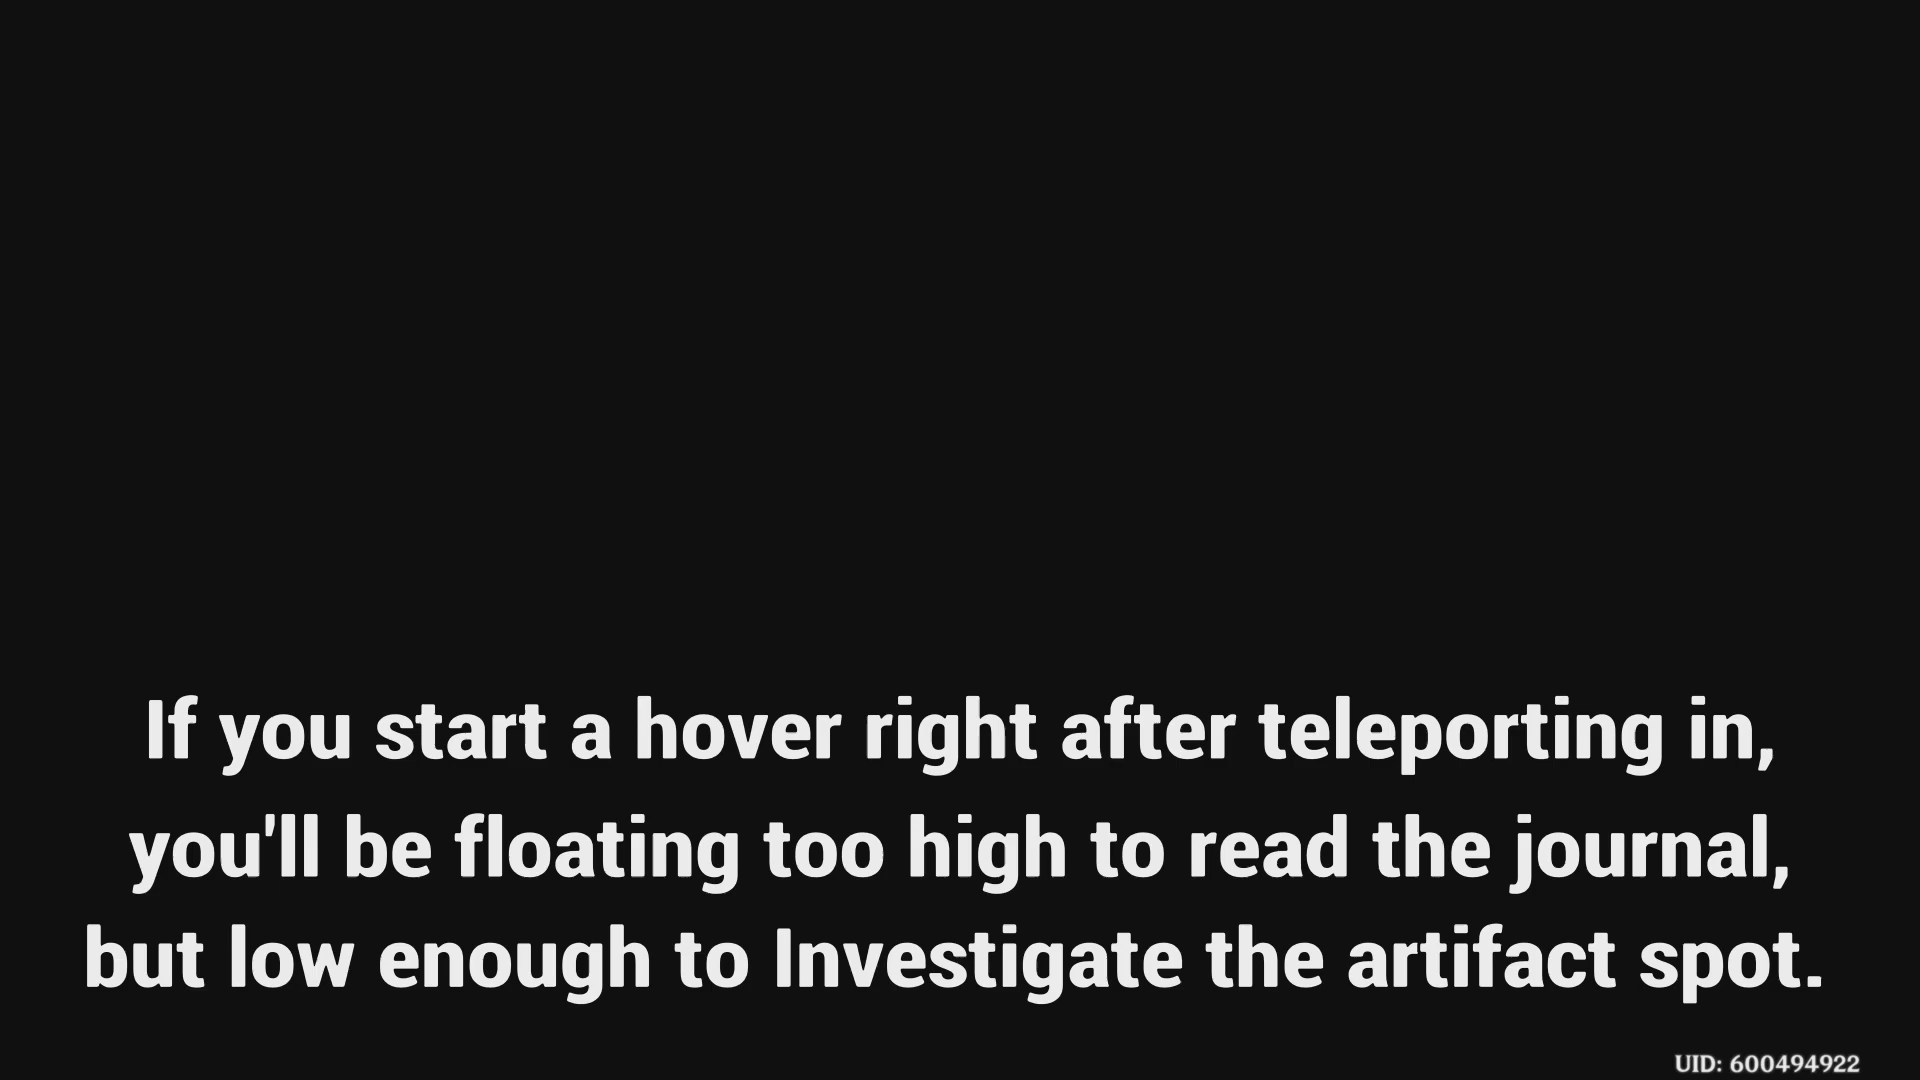 If you start a hover right after teleporting in,
you'll be floating too high to read the journal,
but low enough to Investigate the artifact spot.
UID: 600494922